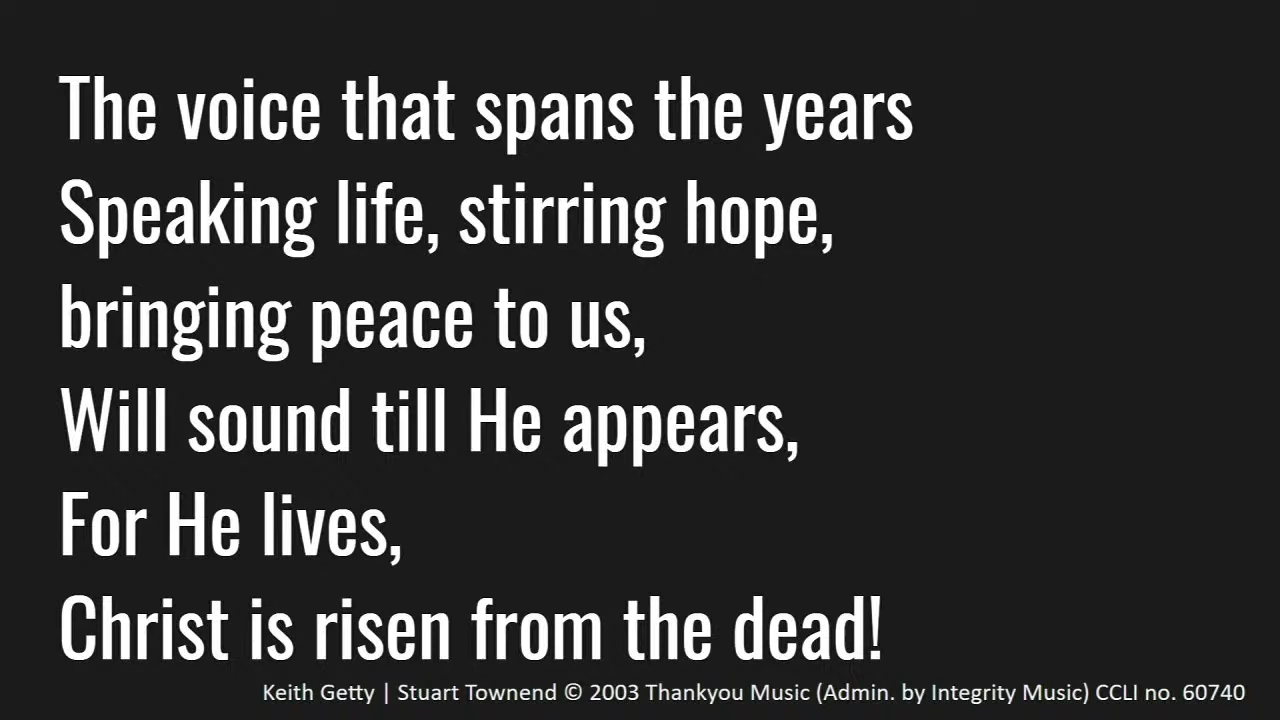 The voice that spans the years
Speaking life, stirring hope,
bringing peace to us,
Will sound till He appears,
For He lives,
Christ is risen from the dead!
Keith Getty | Stuart Townend © 2003 Thankyou Music (Admin. by Integrity Music) CCLI no. 60740